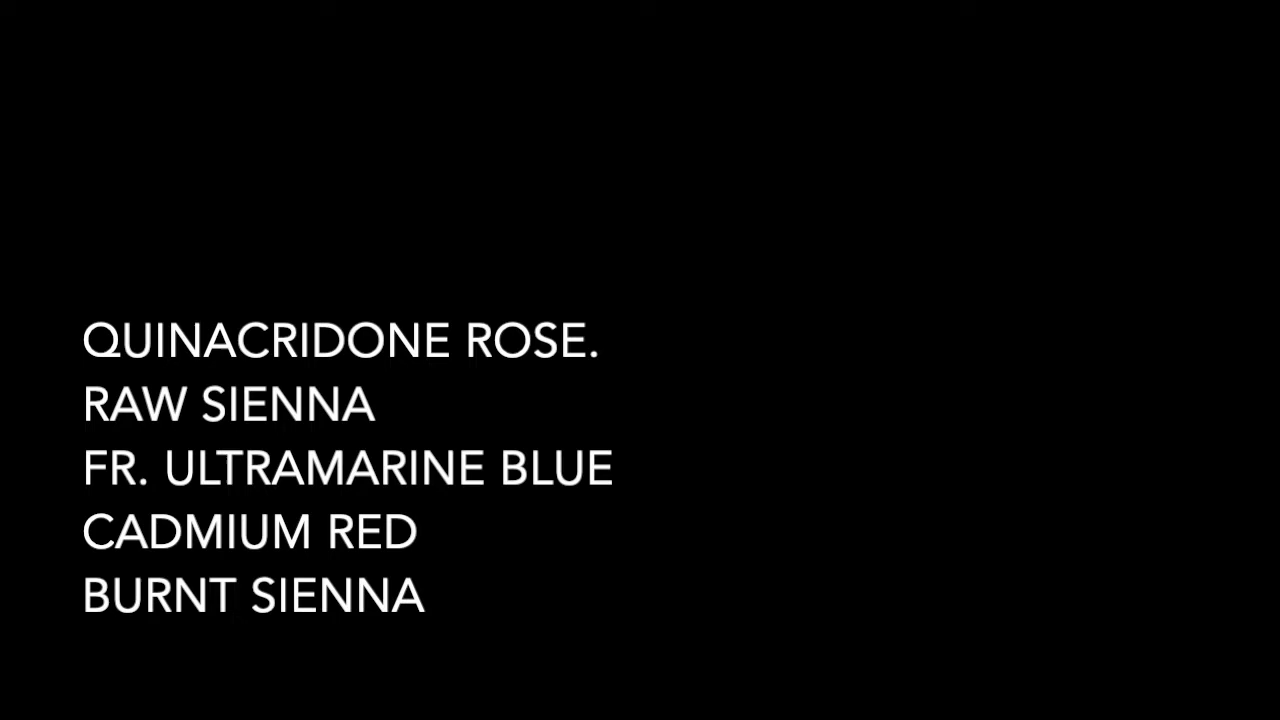 QUINACRIDONE ROSE.
RAW SIENNA
FR. ULTRAMARINE BLUE
CADMIUM RED
BURNT SIENNA